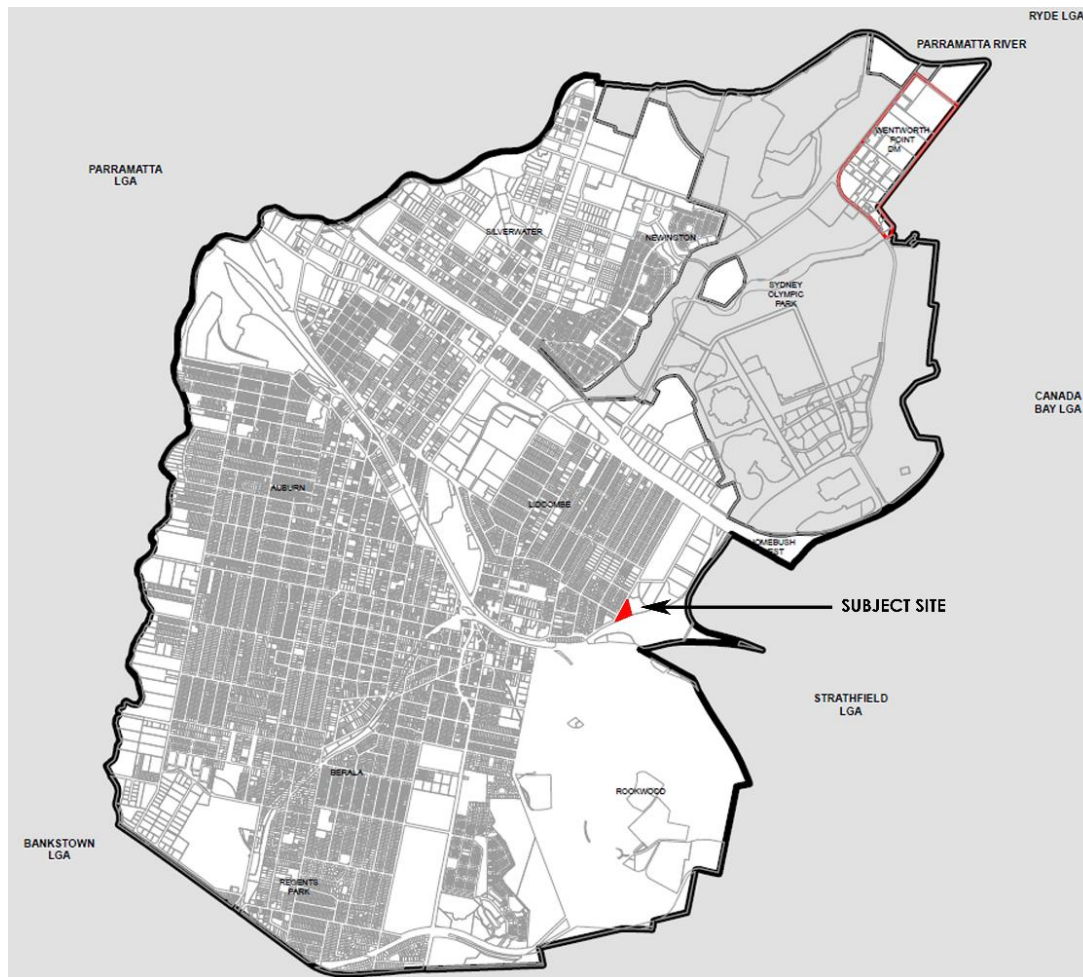 RYDE LGA
PARRAMATTA RIVER
WENTWORTH
POINT
DM
PARRAMATTA
LGA
SILVERWATER
NEWINGTON
SYDNEY
OLYMPIC
PARK
CANADA
BAY LGA
AUBURN
LIDCOMBE
HOMEBUSH
SUBJECT SITE
STRATHFIELD
LGA
BERALA
ROOKWOOD
BANKSTOWN
LGA
REGENTS
PARK